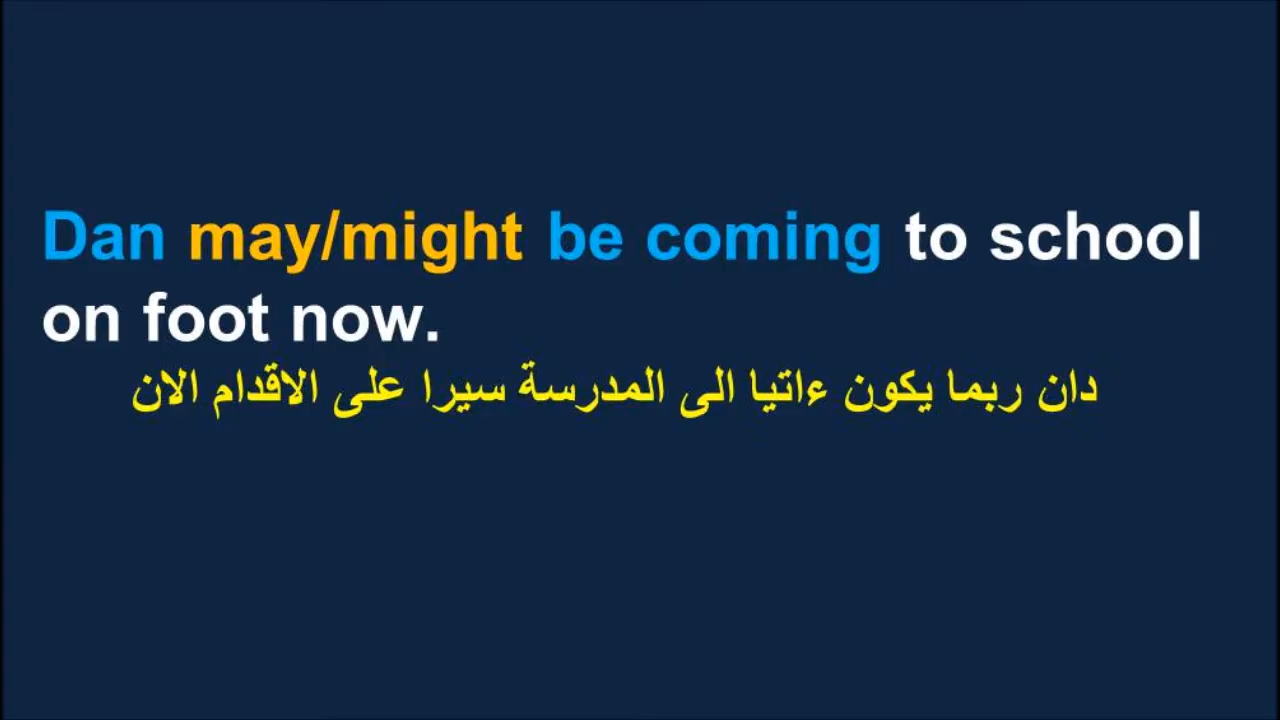 Dan may/might be coming to school
on foot now.
دان ربما يكون ءاتيا الى المدرسة سيرا على الاقدام الان